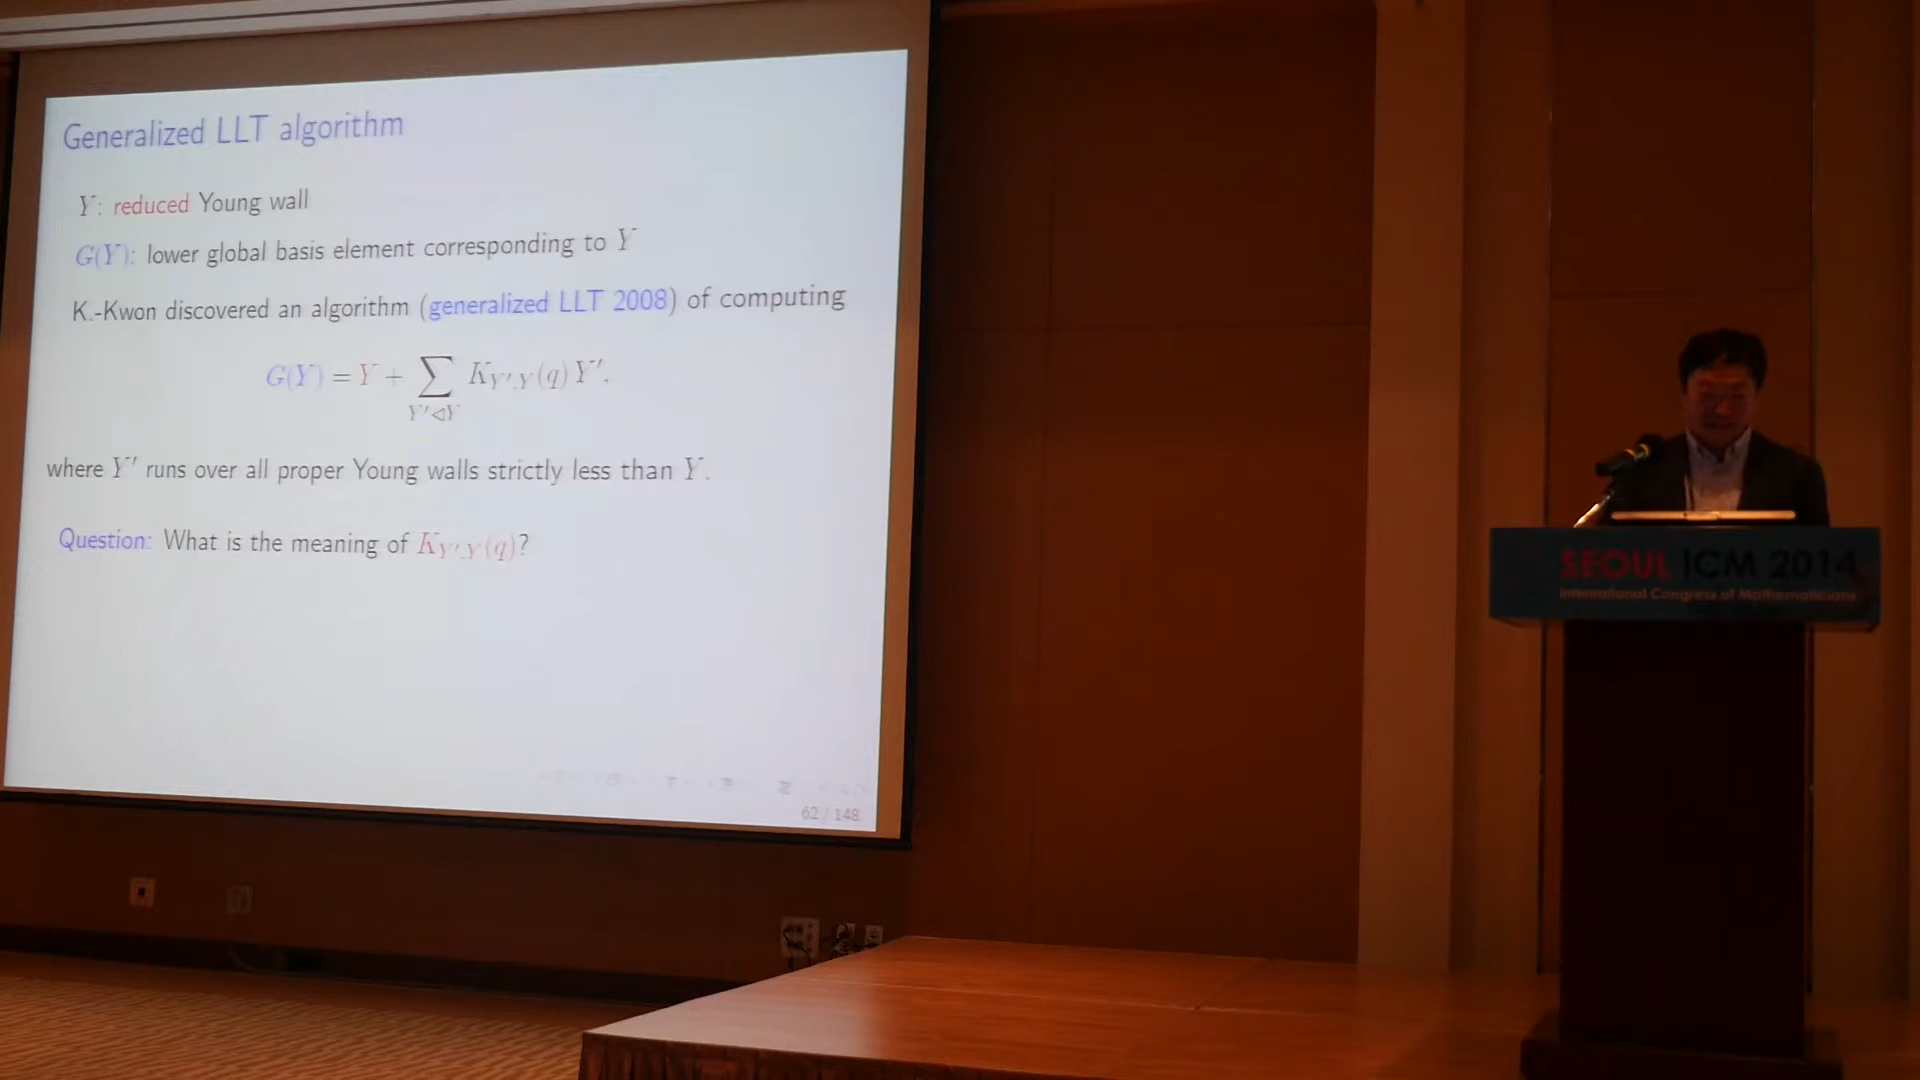 Generalized LLT algorithm
Y: reduced Young wall
G(Y): lower global basis element corresponding to Y
K.-Kwon discovered an algorithm (generalized LLT 2008) of computing
G(Y) = Y + ∑ K_{Y',Y}(q) Y'.
Y'◁Y
where Y' runs over all proper Young walls strictly less than Y.
Question: What is the meaning of K_{Y',Y}(q)?
62 / 148
SEOUL ICM 2014
International Congress of Mathematicians